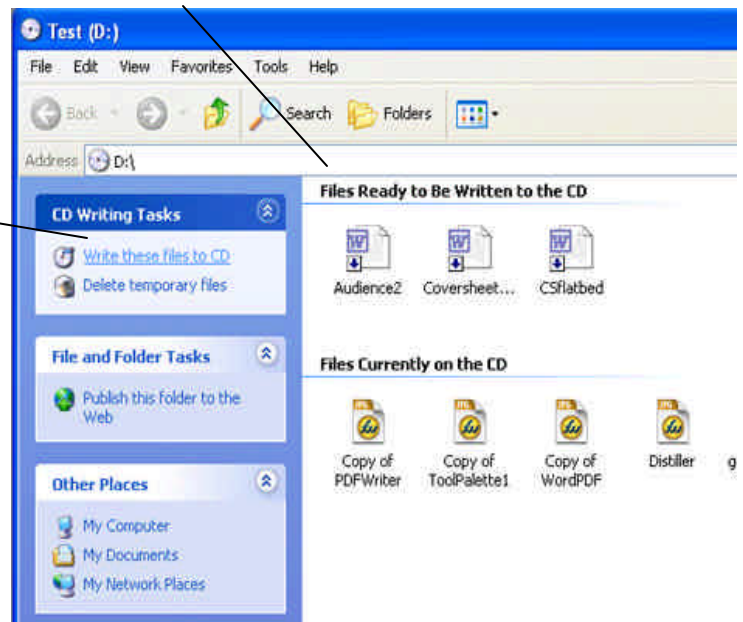 Test (D:)
File Edit View Favorites Tools Help
Back Search Folders
Address D:\
CD Writing Tasks
Write these files to CD
Delete temporary files
File and Folder Tasks
Publish this folder to the
Web
Other Places
My Computer
My Documents
My Network Places
Files Ready to Be Written to the CD
Audience2 Coversheet... CSflatbed
Files Currently on the CD
Copy of
PDFWriter
Copy of
ToolPalette1
Copy of
WordPDF
Distiller
g